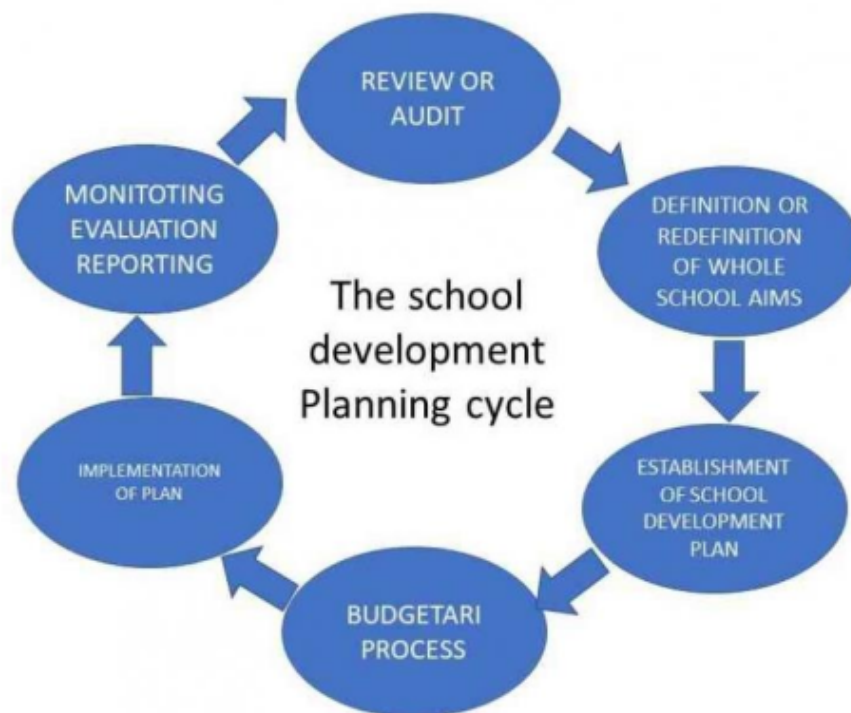 REVIEW OR
AUDIT
DEFINITION OR
REDEFINITION
OF WHOLE
SCHOOL AIMS
ESTABLISHMENT
OF SCHOOL
DEVELOPMENT
PLAN
BUDGETARI
PROCESS
IMPLEMENTATION
OF PLAN
MONITOTING
EVALUATION
REPORTING
The school
development
Planning cycle